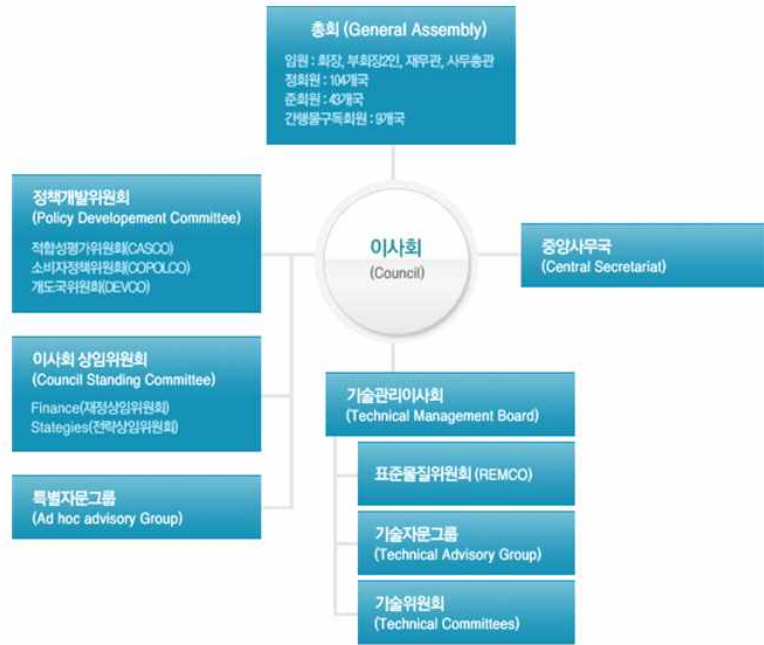 총회 (General Assembly)
임원 : 회장, 부회장2인, 재무관, 사무총관
정회원 : 104개국
준회원 : 43개국
간행물구독회원 : 9개국
정책개발위원회
(Policy Developement Committee)
적합성평가위원회(CASCO)
소비자정책위원회(COPOLCO)
개도국위원회(DEVCO)
이사회
(Council)
중앙사무국
(Central Secretariat)
이사회 상임위원회
(Council Standing Committee)
Finance(재정상임위원회)
Stategies(전략상임위원회)
기술관리이사회
(Technical Management Board)
특별자문그룹
(Ad hoc advisory Group)
표준물질위원회 (REMCO)
기술자문그룹
(Technical Advisory Group)
기술위원회
(Technical Committees)